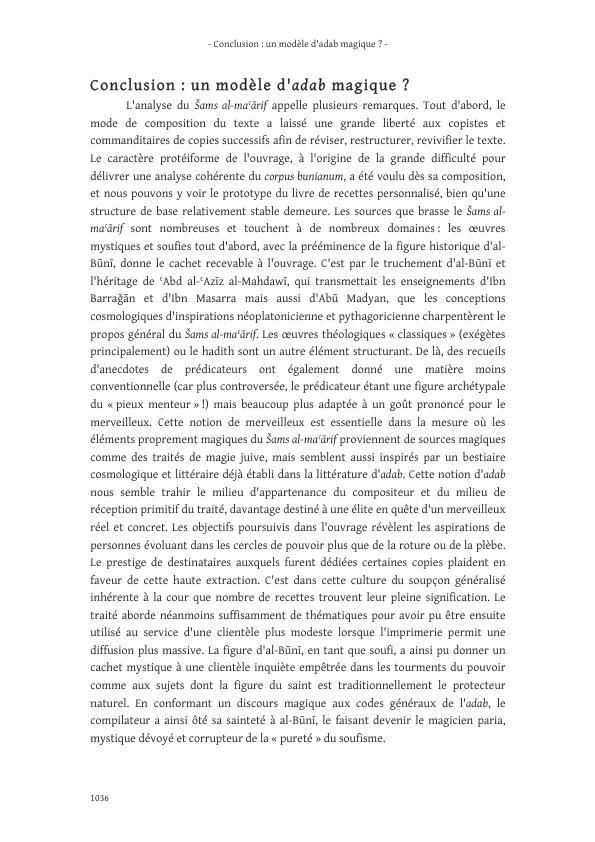 - Conclusion : un modèle d'adab magique ? -
Conclusion : un modèle d'adab magique ?
L'analyse du Šams al-maʿārif appelle plusieurs remarques. Tout d'abord, le
mode de composition du texte a laissé une grande liberté aux copistes et
commanditaires de copies successifs afin de réviser, restructurer, revivifier le texte.
Le caractère protéiforme de l'ouvrage, à l'origine de la grande difficulté pour
délivrer une analyse cohérente du corpus bunianum, a été voulu dès sa composition,
et nous pouvons y voir le prototype du livre de recettes personnalisé, bien qu'une
structure de base relativement stable demeure. Les sources que brasse le Šams al-
maʿārif sont nombreuses et touchent à de nombreux domaines : les œuvres
mystiques et soufies tout d'abord, avec la prééminence de la figure historique d'al-
Būnī, donne le cachet recevable à l'ouvrage. C'est par le truchement d'al-Būnī et
l'héritage de ʿAbd al-ʿAzīz al-Mahdawī, qui transmettait les enseignements d'Ibn
Barraǧān et d'Ibn Masarra mais aussi d'Abū Madyan, que les conceptions
cosmologiques d'inspirations néoplatonicienne et pythagoricienne charpentèrent le
propos général du Šams al-maʿārif. Les œuvres théologiques « classiques » (exégètes
principalement) ou le hadith sont un autre élément structurant. De là, des recueils
d'anecdotes de prédicateurs ont également donné une matière moins
conventionnelle (car plus controversée, le prédicateur étant une figure archétypale
du « pieux menteur » !) mais beaucoup plus adaptée à un goût prononcé pour le
merveilleux. Cette notion de merveilleux est essentielle dans la mesure où les
éléments proprement magiques du Šams al-maʿārif proviennent de sources magiques
comme des traités de magie juive, mais semblent aussi inspirés par un bestiaire
cosmologique et littéraire déjà établi dans la littérature d'adab. Cette notion d'adab
nous semble trahir le milieu d'appartenance du compositeur et du milieu de
réception primitif du traité, davantage destiné à une élite en quête d'un merveilleux
réel et concret. Les objectifs poursuivis dans l'ouvrage révèlent les aspirations de
personnes évoluant dans les cercles de pouvoir plus que de la roture ou de la plèbe.
Le prestige de destinataires auxquels furent dédiées certaines copies plaident en
faveur de cette haute extraction. C'est dans cette culture du soupçon généralisé
inhérente à la cour que nombre de recettes trouvent leur pleine signification. Le
traité aborde néanmoins suffisamment de thématiques pour avoir pu être ensuite
utilisé au service d'une clientèle plus modeste lorsque l'imprimerie permit une
diffusion plus massive. La figure d'al-Būnī, en tant que soufi, a ainsi pu donner un
cachet mystique à une clientèle inquiète empêtrée dans les tourments du pouvoir
comme aux sujets dont la figure du saint est traditionnellement le protecteur
naturel. En conformant un discours magique aux codes généraux de l'adab, le
compilateur a ainsi ôté sa sainteté à al-Būnī, le faisant devenir le magicien paria,
mystique dévoyé et corrupteur de la « pureté » du soufisme.
1036